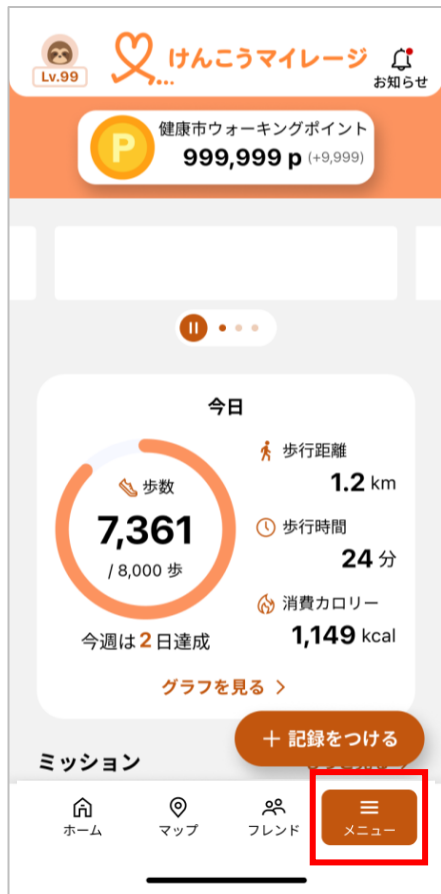 Lv.99
けんこうマイレージ
お知らせ
P
健康市ウォーキングポイント
999,999 p (+9,999)
今日
歩数
7,361
/ 8,000 歩
今週は2日達成
歩行距離
1.2 km
歩行時間
24 分
消費カロリー
1,149 kcal
グラフを見る
+ 記録をつける
ミッション
ホーム
マップ
フレンド
メニュー